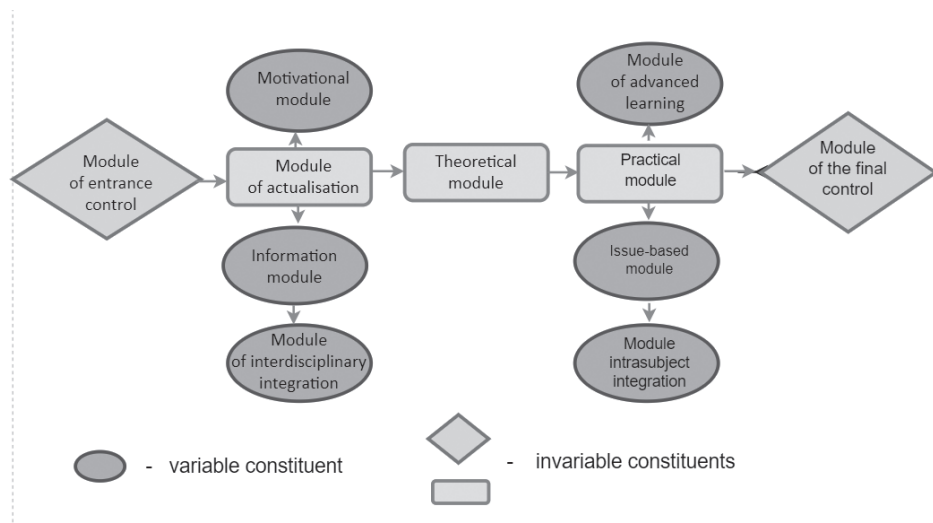 Motivational
module
Module
of advanced
learning
Module
of entrance
control
Module
of actualisation
Theoretical
module
Practical
module
Module
of the final
control
Information
module
Issue-based
module
Module
of interdisciplinary
integration
Module
intrasubject
integration
- variable constituent
- invariable constituents